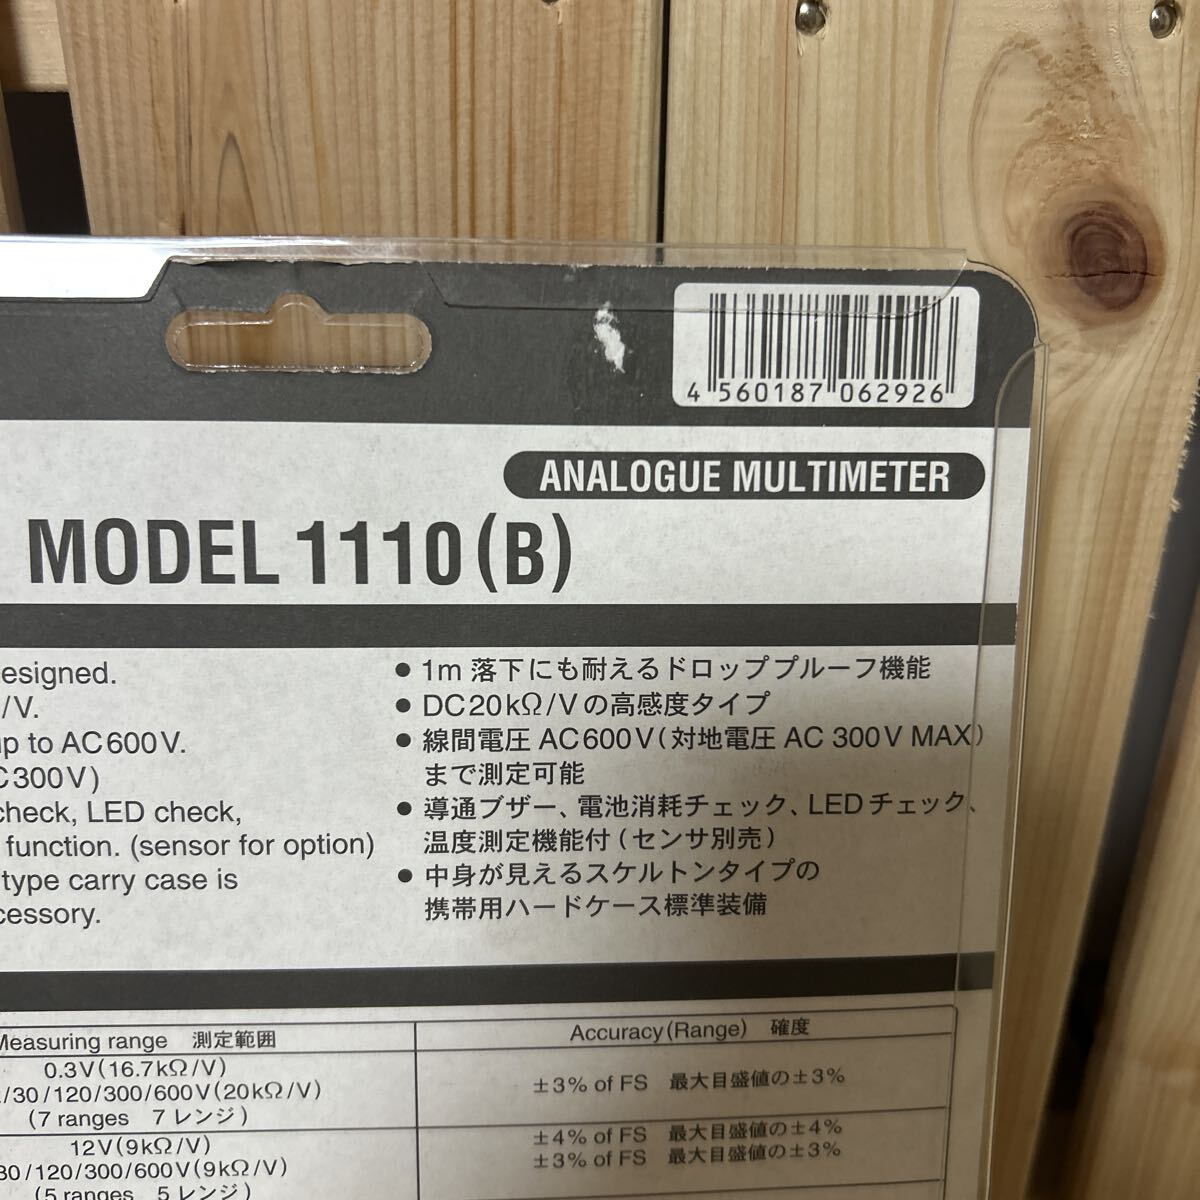 4 560187 062926
ANALOGUE MULTIMETER
MODEL 1110(B)
esigned.
/V.
up to AC600V.
C300V)
check, LED check,
function. (sensor for option)
type carry case is
cessory.
● 1m 落下にも耐えるドロッププルーフ機能
● DC20kΩ/Vの高感度タイプ
● 線間電圧 AC600V(対地電圧 AC 300V MAX)
まで測定可能
● 導通ブザー、電池消耗チェック、LEDチェック、
温度測定機能付(センサ別売)
● 中身が見えるスケルトンタイプの
携帯用ハードケース標準装備
Measuring range 測定範囲
Accuracy(Range) 確度
0.3V(16.7kΩ/V)
/30/120/300/600V(20kΩ/V)
(7 ranges 7 レンジ)
±3% of FS 最大目盛値の±3%
12V(9kΩ/V)
30/120/300/600V(9kΩ/V)
(5 ranges 5 レンジ)
±4% of FS 最大目盛値の±4%
±3% of FS 最大目盛値の±3%